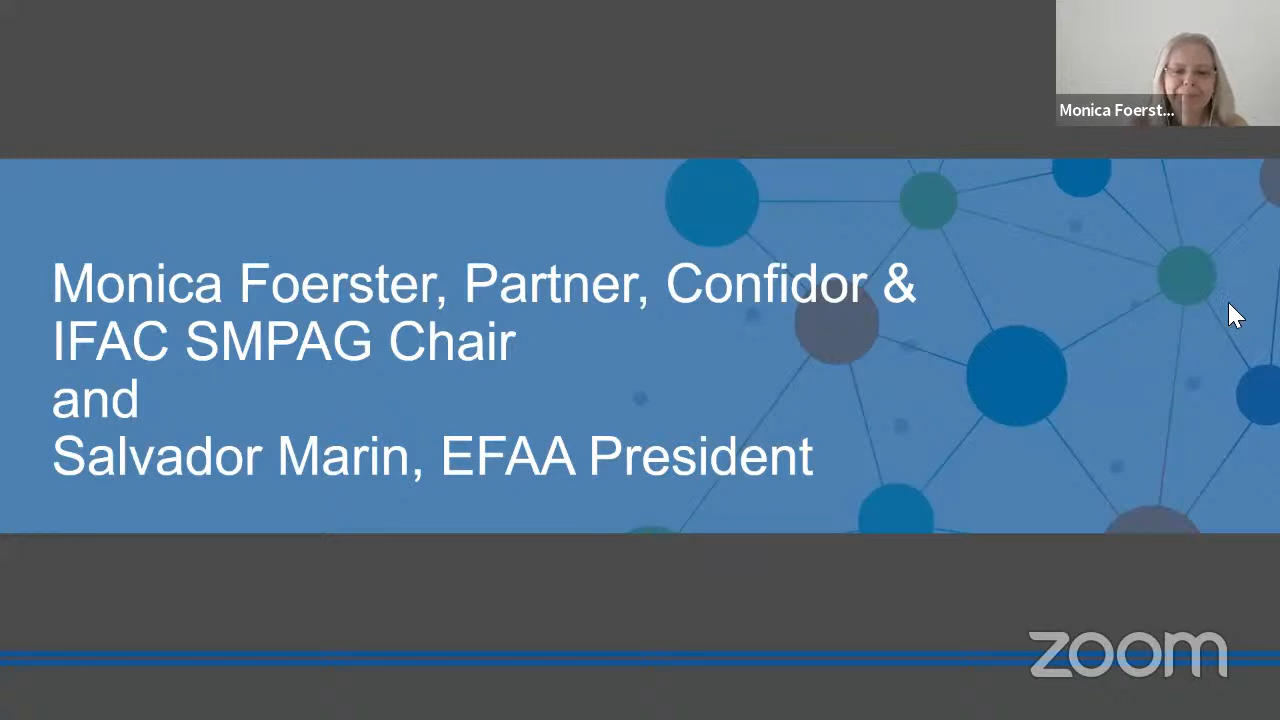 Monica Foerst...
Monica Foerster, Partner, Confidor &
IFAC SMPAG Chair
and
Salvador Marin, EFAA President
zoom